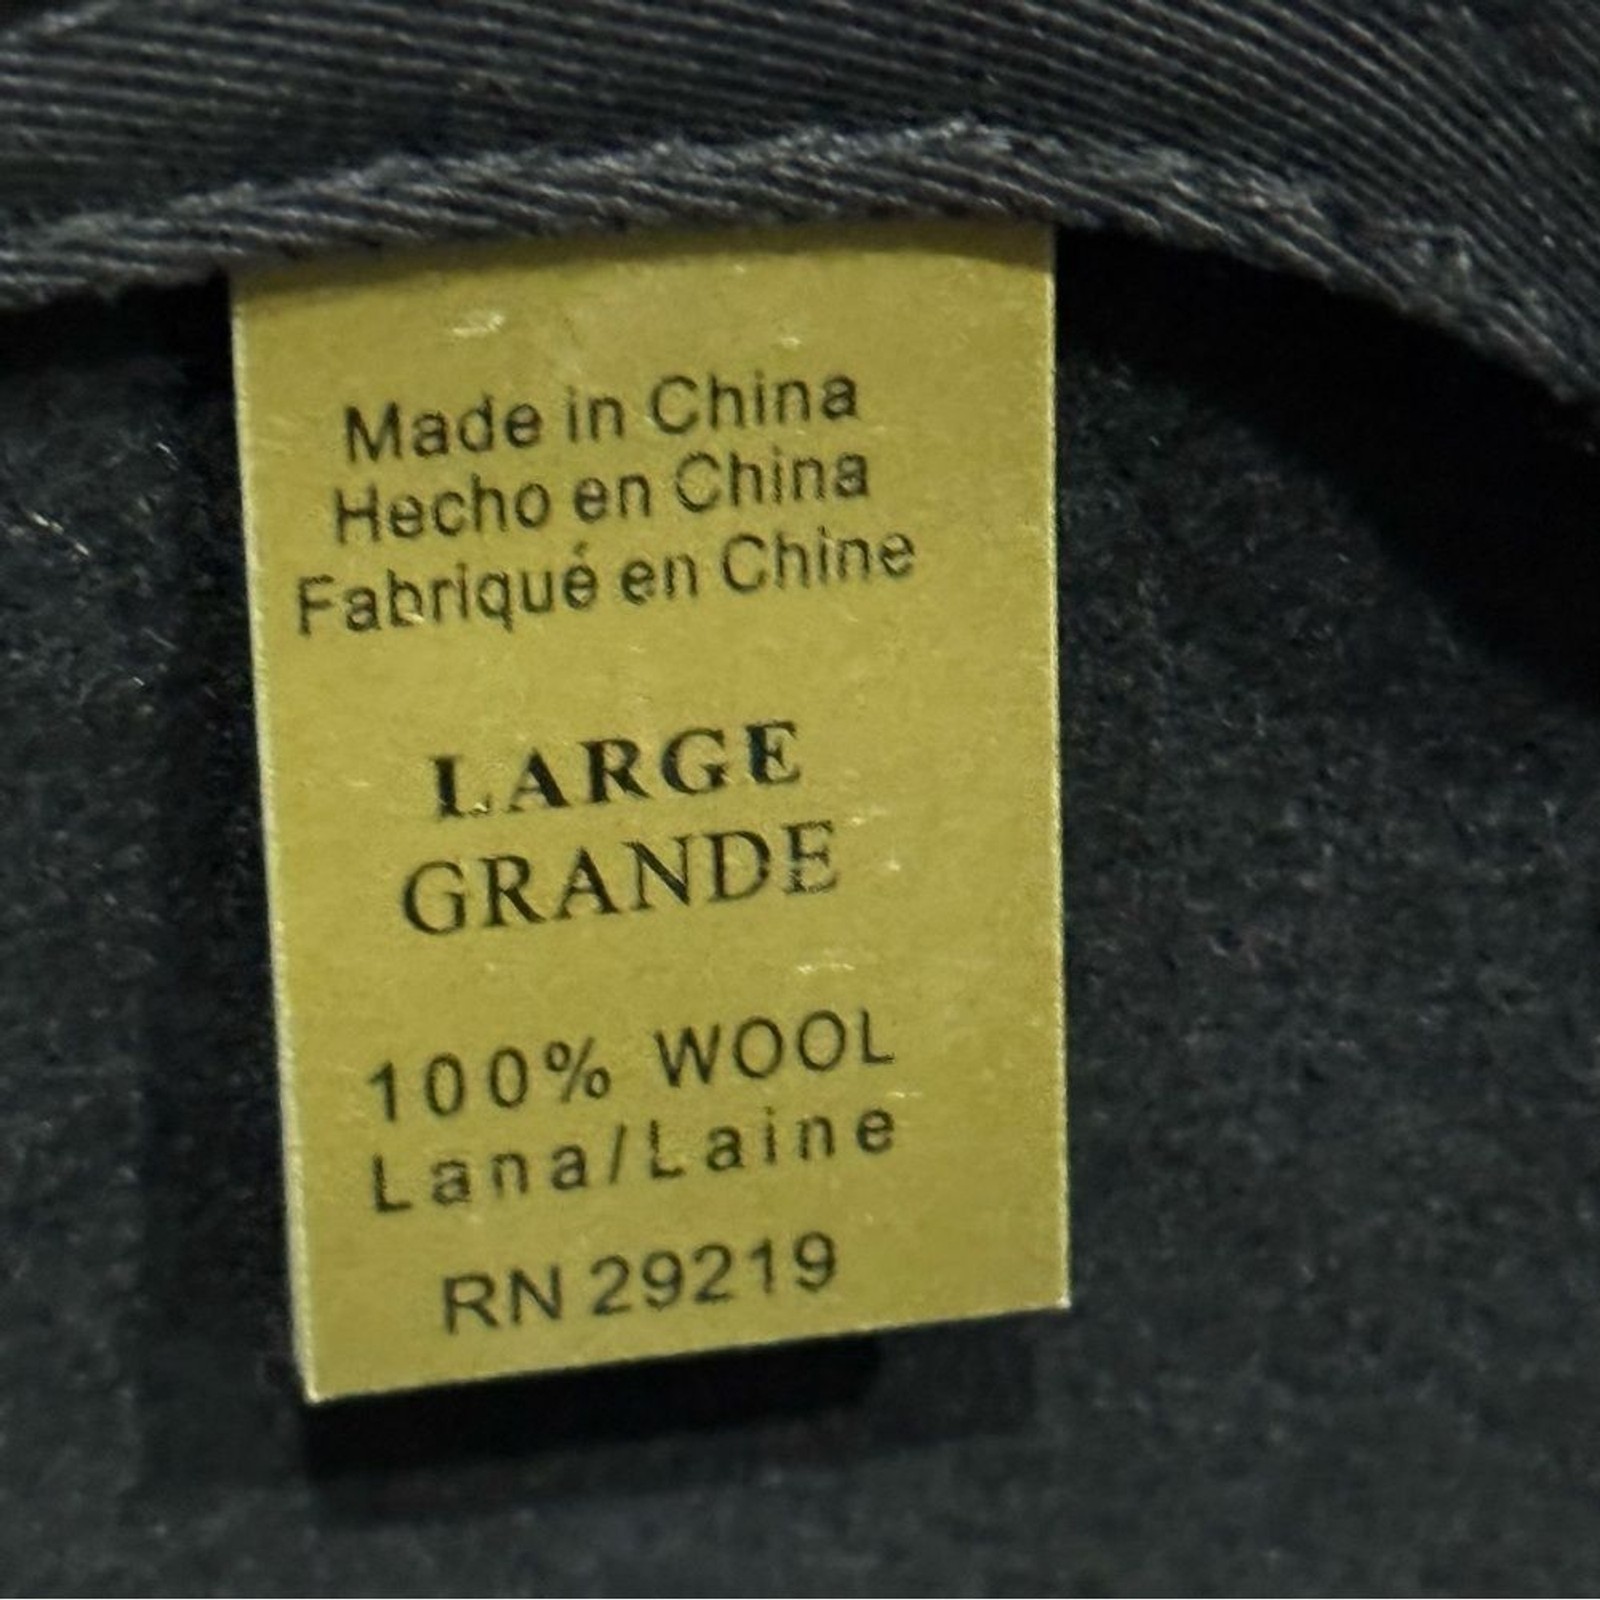 Made in China
Hecho en China
Fabriqué en Chine
LARGE
GRANDE
100% WOOL
Lana/Laine
RN 29219